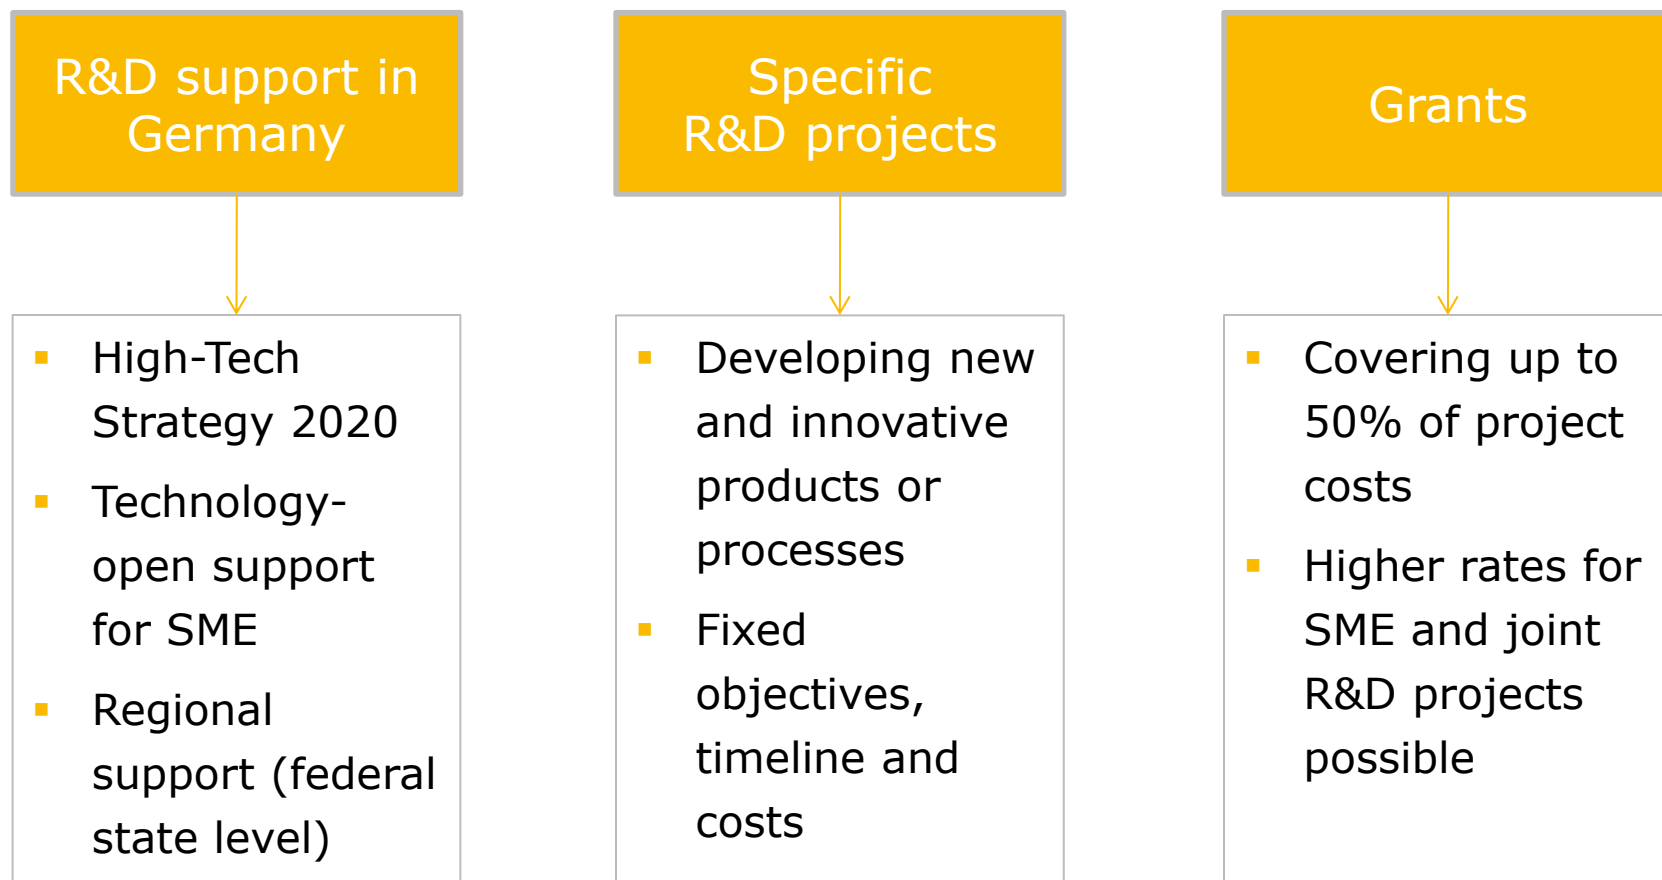 R&D support in
Germany
High-Tech
Strategy 2020
Technology-
open support
for SME
Regional
support (federal
state level)
Specific
R&D projects
Developing new
and innovative
products or
processes
Fixed
objectives,
timeline and
costs
Grants
Covering up to
50% of project
costs
Higher rates for
SME and joint
R&D projects
possible